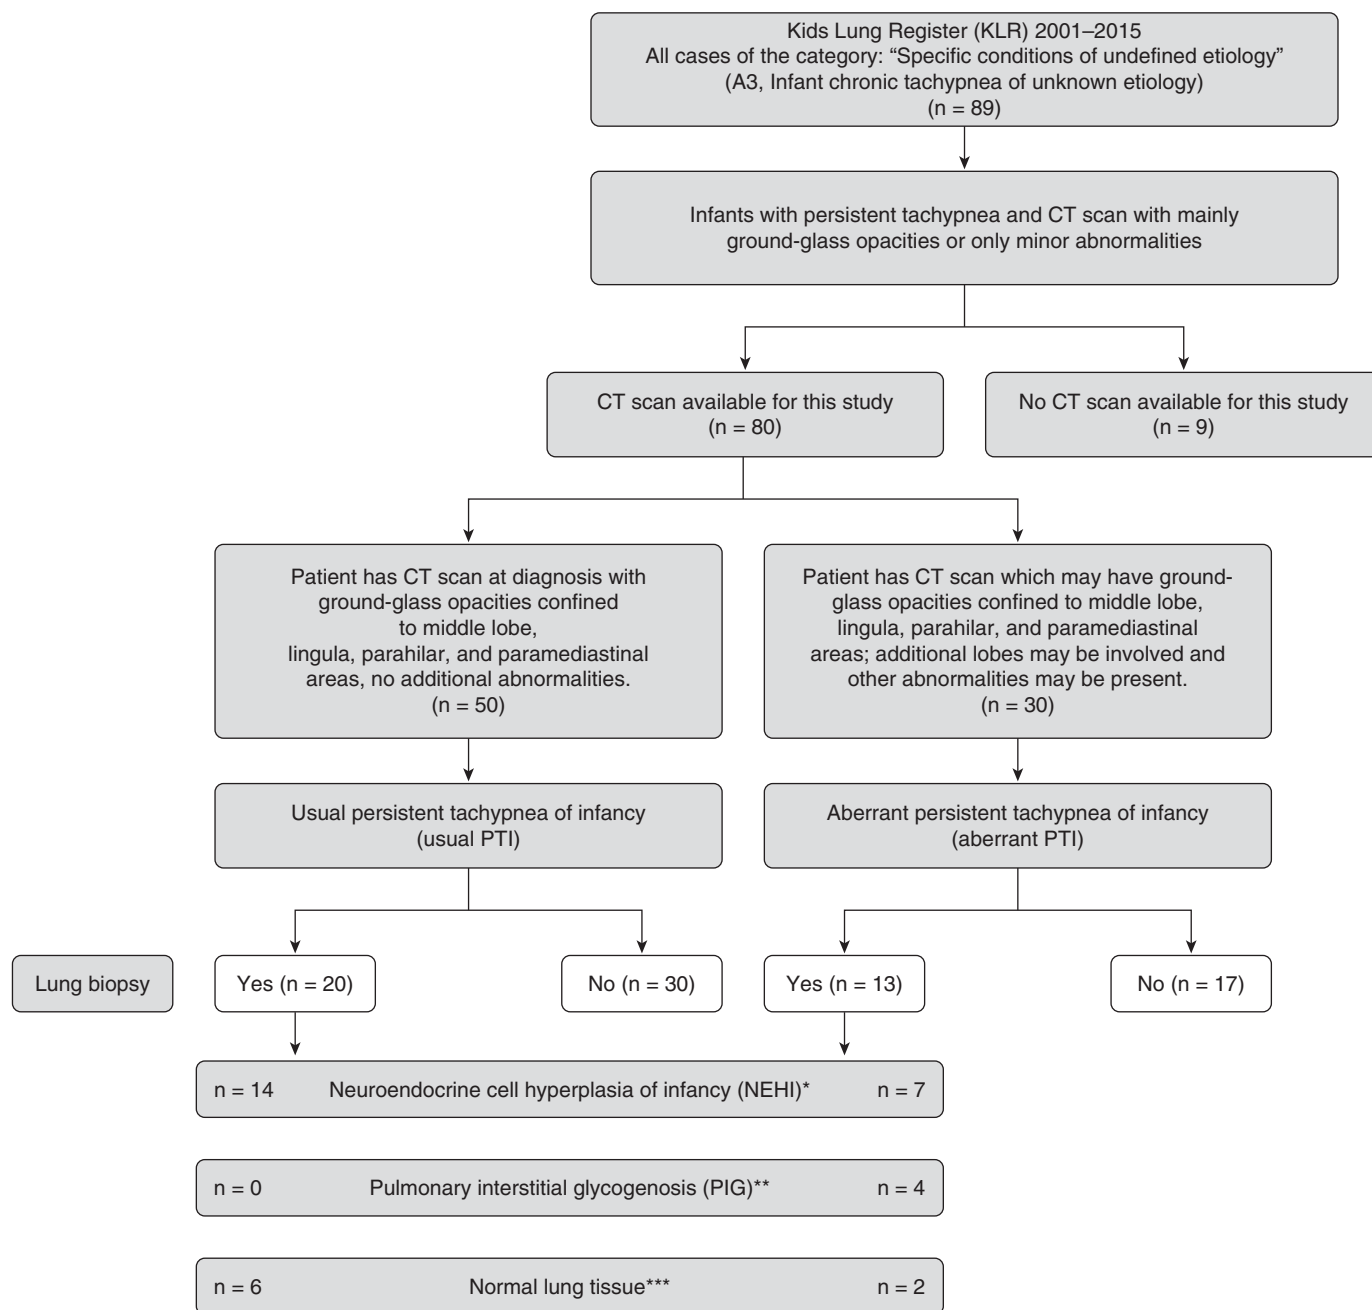 Kids Lung Register (KLR) 2001–2015
All cases of the category: “Specific conditions of undefined etiology”
(A3, Infant chronic tachypnea of unknown etiology)
(n = 89)
Infants with persistent tachypnea and CT scan with mainly
ground-glass opacities or only minor abnormalities
CT scan available for this study
(n = 80)
No CT scan available for this study
(n = 9)
Patient has CT scan at diagnosis with
ground-glass opacities confined
to middle lobe,
lingula, parahilar, and paramediastinal
areas, no additional abnormalities.
(n = 50)
Patient has CT scan which may have ground-
glass opacities confined to middle lobe,
lingula, parahilar, and paramediastinal
areas; additional lobes may be involved and
other abnormalities may be present.
(n = 30)
Usual persistent tachypnea of infancy
(usual PTI)
Aberrant persistent tachypnea of infancy
(aberrant PTI)
Lung biopsy
Yes (n = 20)
No (n = 30)
Yes (n = 13)
No (n = 17)
n = 14 Neuroendocrine cell hyperplasia of infancy (NEHI)* n = 7
n = 0 Pulmonary interstitial glycogenosis (PIG)** n = 4
n = 6 Normal lung tissue*** n = 2